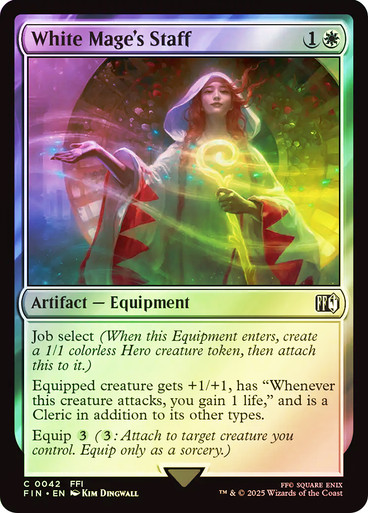 White Mage's Staff 1
Artifact — Equipment
Job select (When this Equipment enters, create
a 1/1 colorless Hero creature token, then attach
this to it.)
Equipped creature gets +1/+1, has “Whenever
this creature attacks, you gain 1 life,” and is a
Cleric in addition to its other types.
Equip 3 (3: Attach to target creature you
control. Equip only as a sorcery.)
C 0042 FFI
FIN • EN Kim Dingwall
FF© SQUARE ENIX
™ & © 2025 Wizards of the Coast